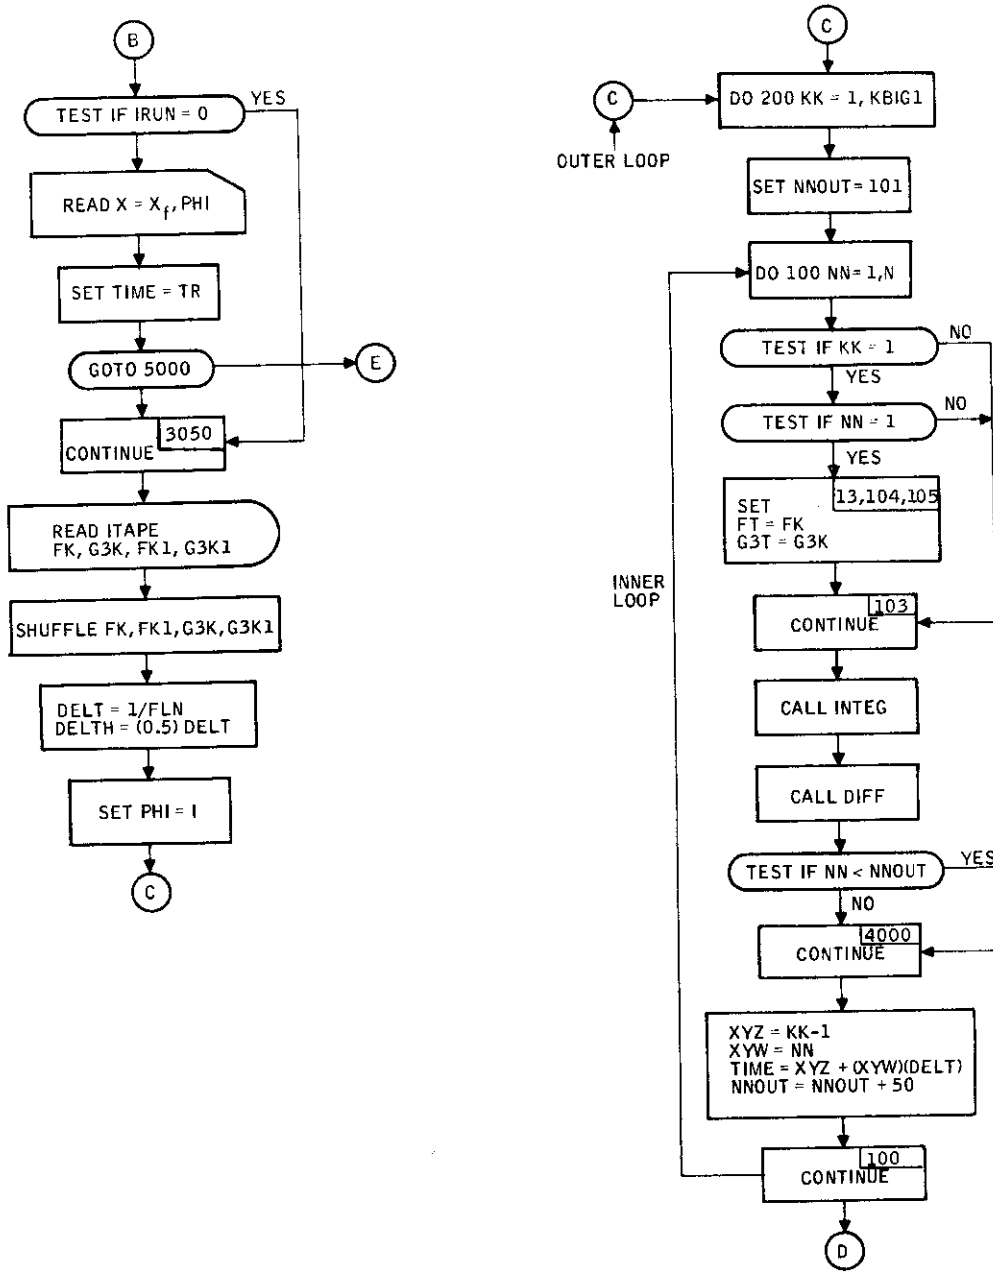 B
TEST IF IRUN = 0
YES
READ X = Xf, PHI
SET TIME = TR
GOTO 5000
E
3050
CONTINUE
READ ITAPE
FK, G3K, FK1, G3K1
SHUFFLE FK, FK1, G3K, G3K1
DELT = 1/FLN
DELTH = (0.5) DELT
SET PHI = I
C
C
C
DO 200 KK = 1, KBIG1
OUTER LOOP
SET NNOUT = 101
DO 100 NN = 1,N
TEST IF KK = 1
NO
YES
TEST IF NN = 1
NO
YES
13,104,105
SET
FT = FK
G3T = G3K
INNER
LOOP
103
CONTINUE
CALL INTEG
CALL DIFF
TEST IF NN < NNOUT
YES
NO
4000
CONTINUE
XYZ = KK-1
XYW = NN
TIME = XYZ + (XYW)(DELT)
NNOUT = NNOUT + 50
100
CONTINUE
D